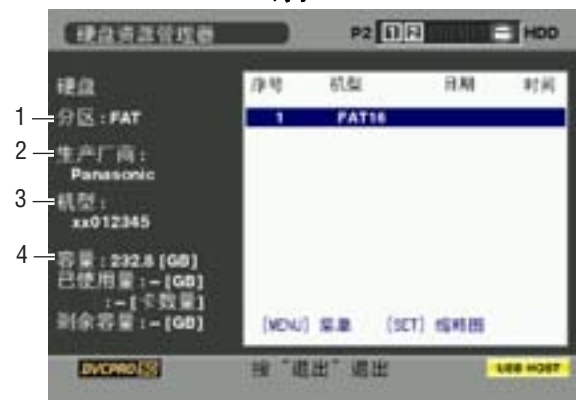 硬盘资源管理器
P2 1 2 HDD
硬盘
序号 机型 日期 时间
1
分区：FAT
1 FAT16
2
生产厂商：
Panasonic
3
机型：
xx012345
4
容量：232.8 [GB]
已使用量：– [GB]
：– [卡数量]
剩余容量：– [GB]
[MENU] 菜单 [SET] 缩略图
DVCPRO
按“退出”退出
USB HOST